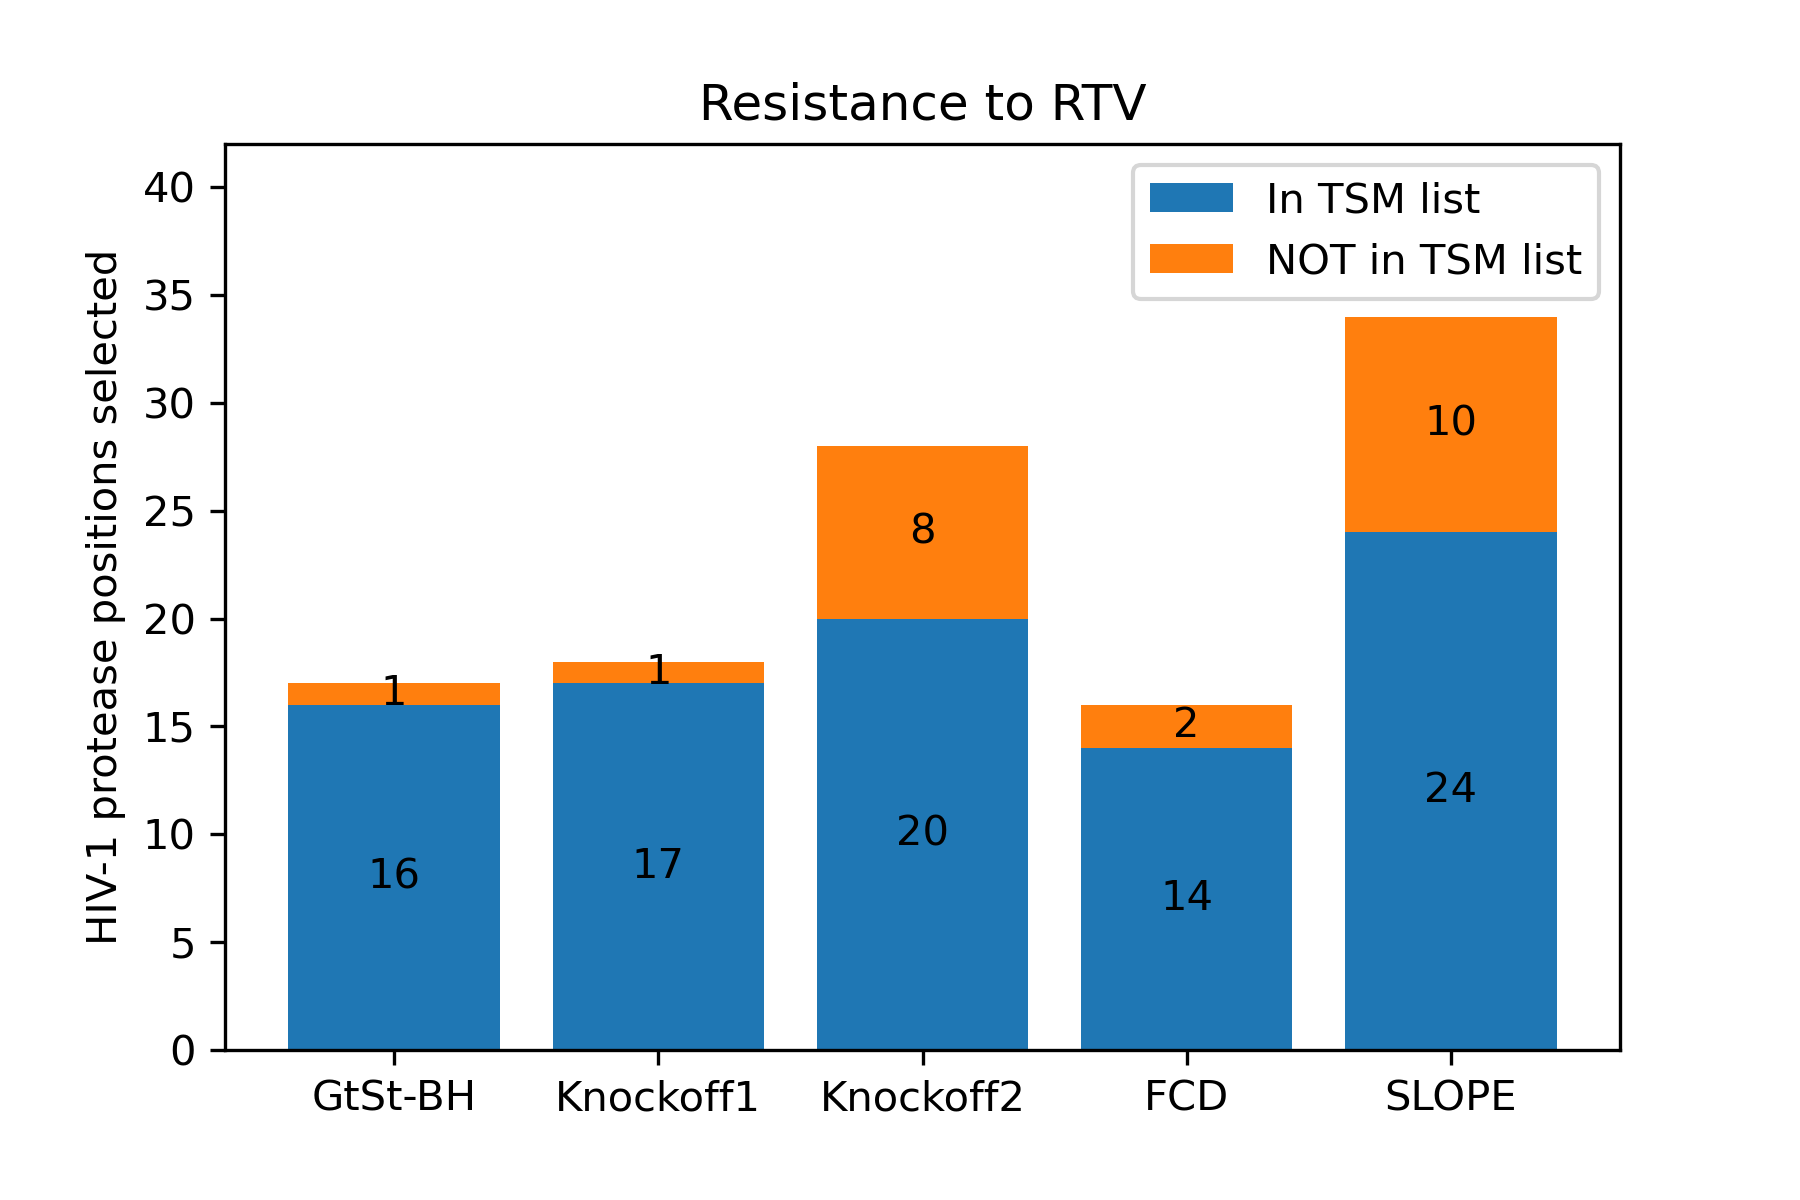 Resistance to RTV
In TSM list
NOT in TSM list
HIV-1 protease positions selected
40
35
30
25
20
15
10
5
0
1
16
1
17
8
20
2
14
10
24
GtSt-BH
Knockoff1
Knockoff2
FCD
SLOPE